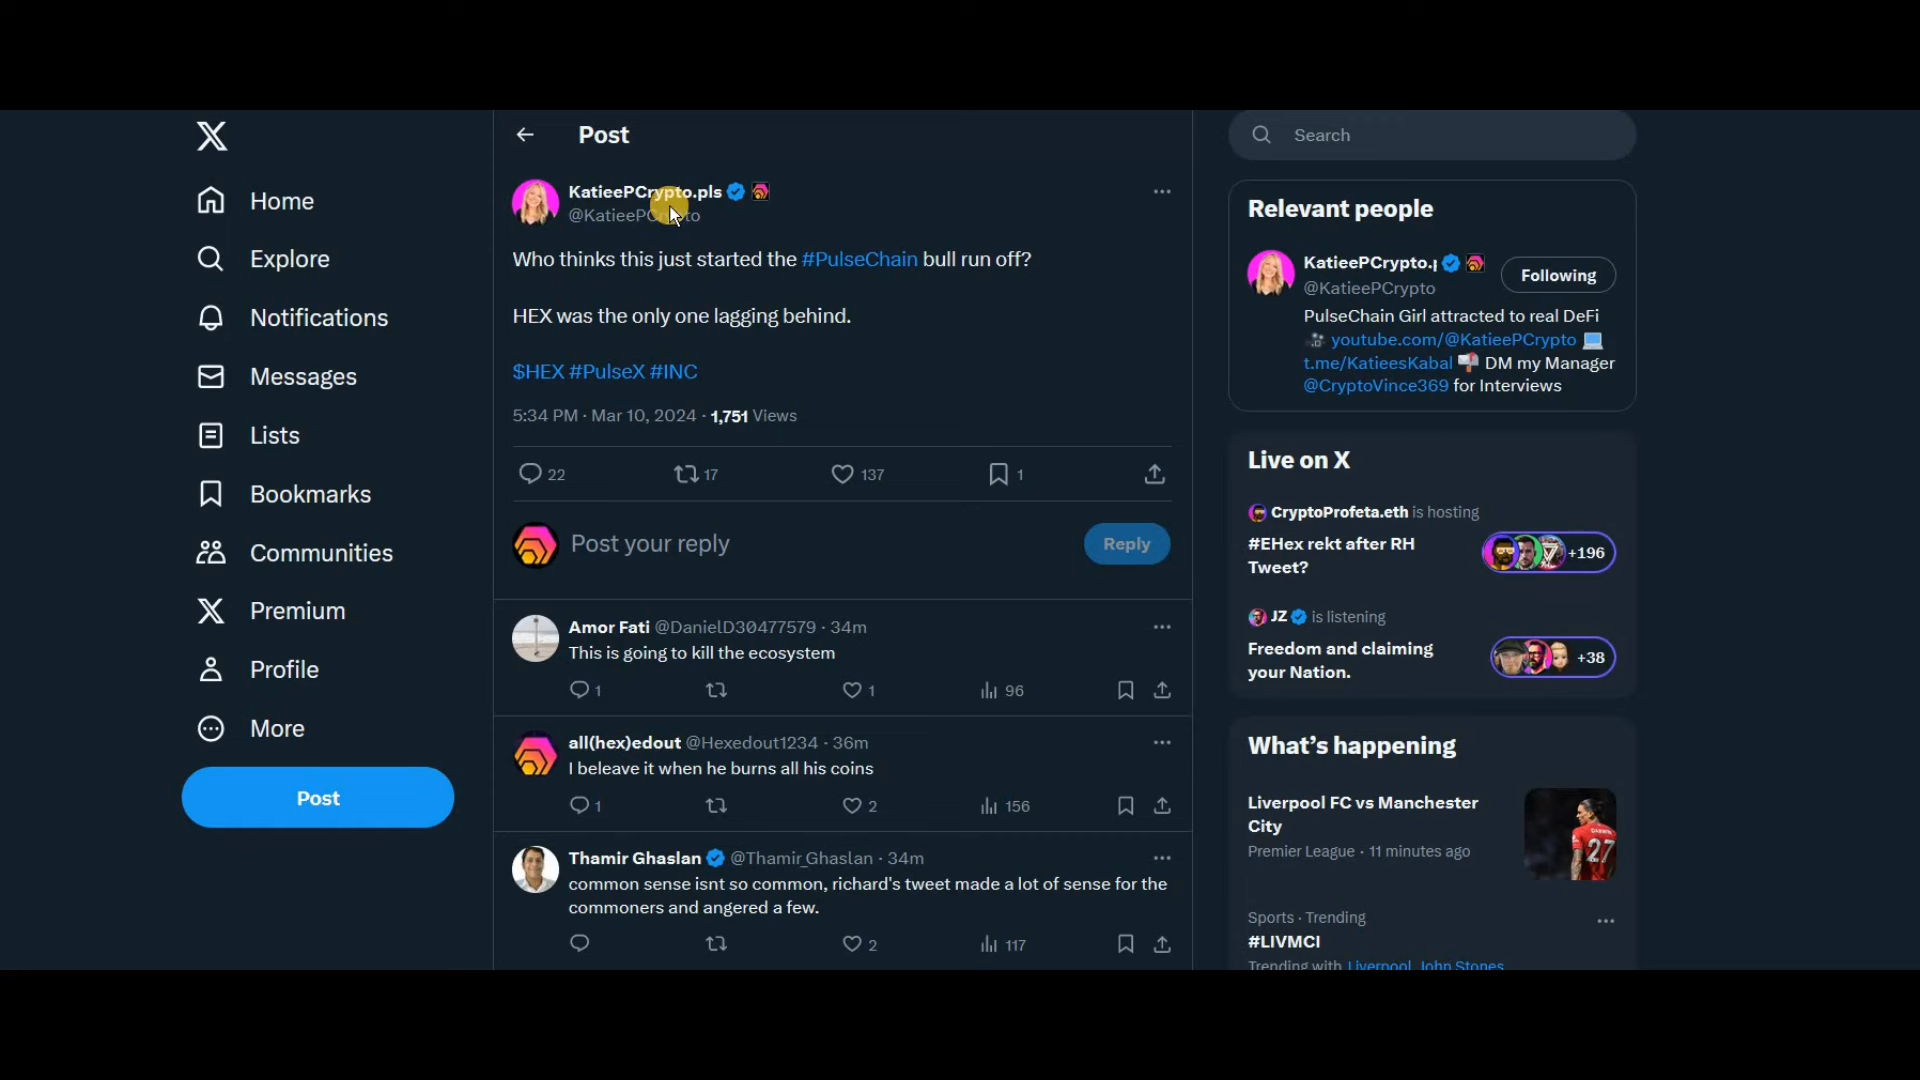 Home
Explore
Notifications
Messages
Lists
Bookmarks
Communities
Premium
Profile
More
Post
Post
KatieePCrypto.pls
@KatieePCrypto
Who thinks this just started the #PulseChain bull run off?
HEX was the only one lagging behind.
$HEX #PulseX #INC
5:34 PM · Mar 10, 2024 · 1,751 Views
22 17 137 1
Post your reply
Reply
Amor Fati @DanielD30477579 · 34m
This is going to kill the ecosystem
1 1 96
all(hex)edout @Hexedout1234 · 36m
I beleave it when he burns all his coins
1 2 156
Thamir Ghaslan @Thamir_Ghaslan · 34m
common sense isnt so common, richard's tweet made a lot of sense for the
commoners and angered a few.
2 117
Search
Relevant people
KatieePCrypto.
@KatieePCrypto
Following
PulseChain Girl attracted to real DeFi
youtube.com/@KatieePCrypto
t.me/KatieesKabal DM my Manager
@CryptoVince369 for Interviews
Live on X
CryptoProfeta.eth is hosting
#EHex rekt after RH
Tweet?
+196
JZ is listening
Freedom and claiming
your Nation.
+38
What's happening
Liverpool FC vs Manchester
City
Premier League · 11 minutes ago
DARWIN
27
Sports · Trending
#LIVMCI
Trending with Liverpool, John Stones